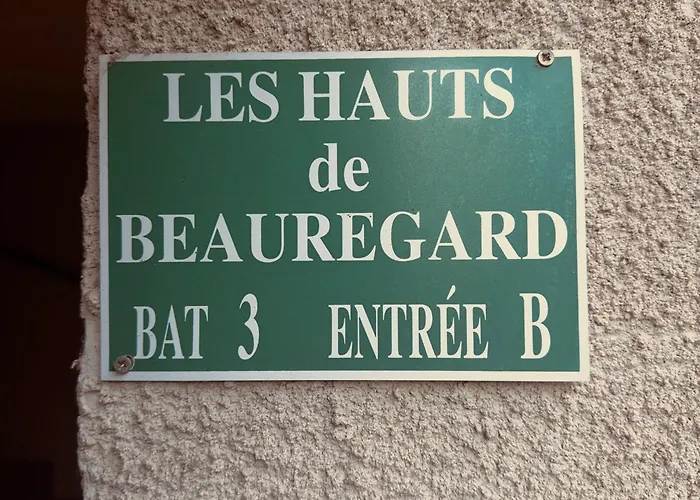 LES HAUTS
de
BEAUREGARD
BAT 3 ENTRÉE B